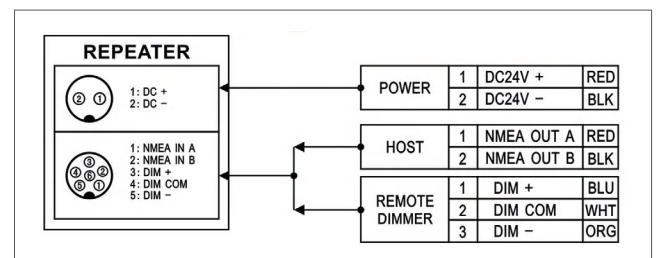 REPEATER
② ①
1: DC +
2: DC –
③
④ ⑥ ②
⑤ ①
1: NMEA IN A
2: NMEA IN B
3: DIM +
4: DIM COM
5: DIM –
POWER 1 DC24V + RED
2 DC24V – BLK
HOST 1 NMEA OUT A RED
2 NMEA OUT B BLK
REMOTE DIMMER 1 DIM + BLU
2 DIM COM WHT
3 DIM – ORG